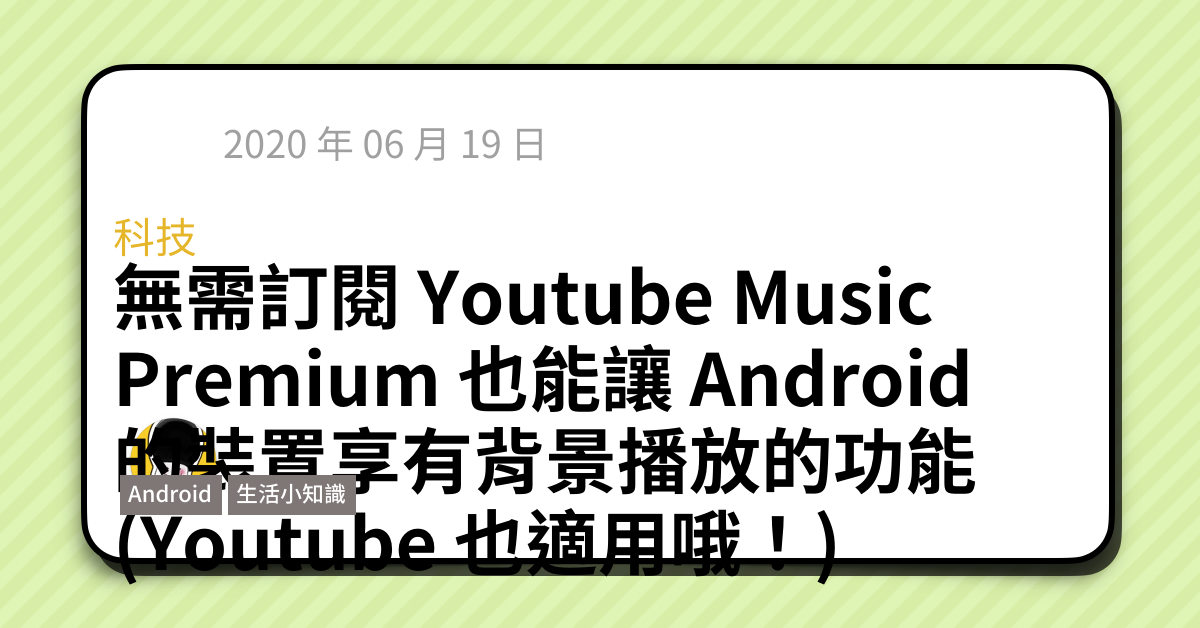 2020 年 06 月 19 日
科技
無需訂閱 Youtube Music
Premium 也能讓 Android
的裝置享有背景播放的功能
Android 生活小知識
(Youtube 也適用哦！)